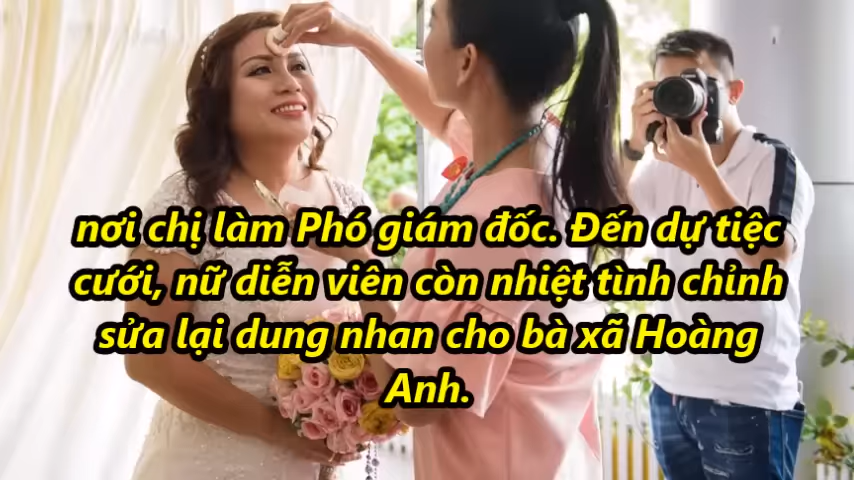 nơi chị làm Phó giám đốc. Đến dự tiệc
cưới, nữ diễn viên còn nhiệt tình chỉnh
sửa lại dung nhan cho bà xã Hoàng
Anh.